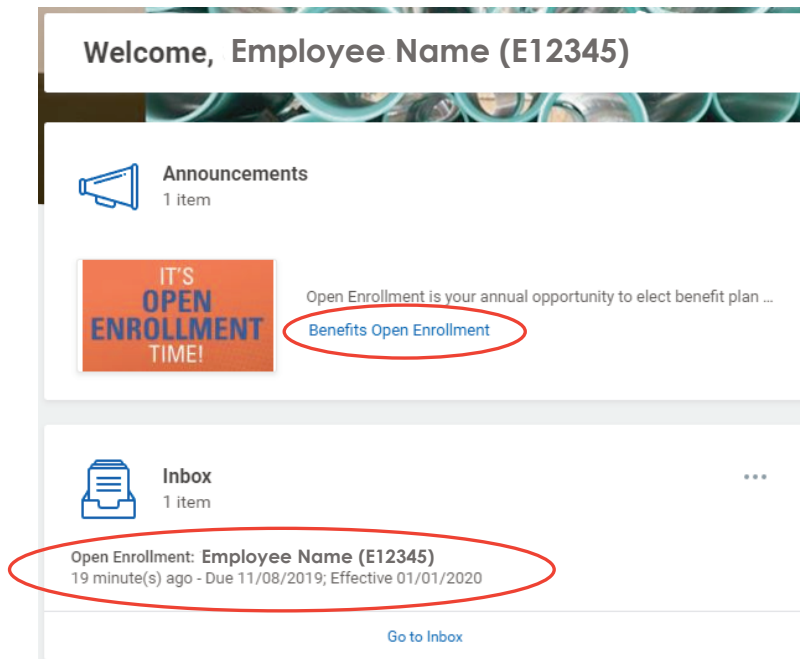 Welcome, Employee Name (E12345)
Announcements
1 item
IT'S
OPEN
ENROLLMENT
TIME!
Open Enrollment is your annual opportunity to elect benefit plan ...
Benefits Open Enrollment
Inbox
1 item
Open Enrollment: Employee Name (E12345)
19 minute(s) ago - Due 11/08/2019; Effective 01/01/2020
Go to Inbox